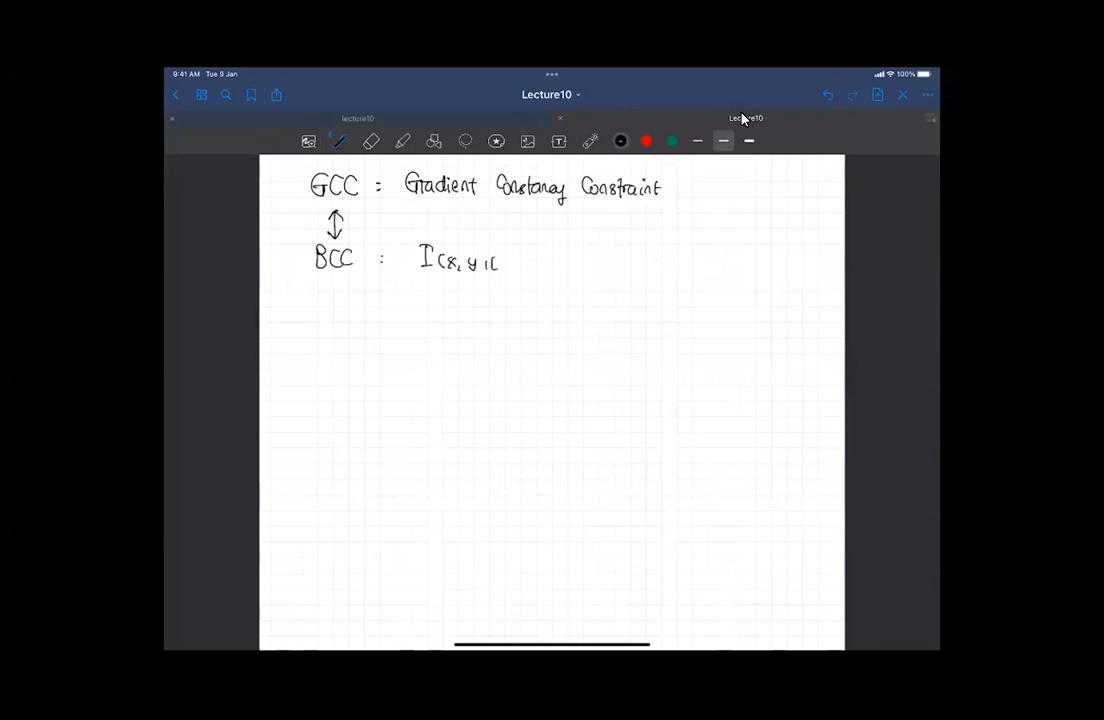 9:41 AM Tue 9 Jan
100%
Lecture10
lecture10
Lecture10
GCC : Gradient Constancy Constraint
BCC : I(x, y, t